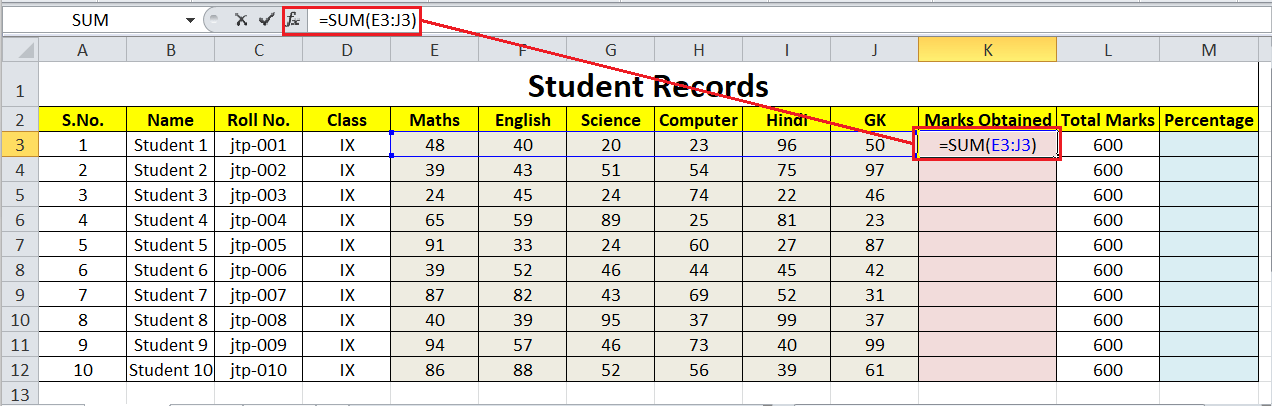 SUM fx =SUM(E3:J3)
A B C D E F G H I J K L M
1 Student Records
2 S.No. Name Roll No. Class Maths English Science Computer Hindi GK Marks Obtained Total Marks Percentage
3 1 Student 1 jtp-001 IX 48 40 20 23 96 50 =SUM(E3:J3) 600
4 2 Student 2 jtp-002 IX 39 43 51 54 75 97 600
5 3 Student 3 jtp-003 IX 24 45 24 74 22 46 600
6 4 Student 4 jtp-004 IX 65 59 89 25 81 23 600
7 5 Student 5 jtp-005 IX 91 33 24 60 27 87 600
8 6 Student 6 jtp-006 IX 39 52 46 44 45 42 600
9 7 Student 7 jtp-007 IX 87 82 43 69 52 31 600
10 8 Student 8 jtp-008 IX 40 39 95 37 99 37 600
11 9 Student 9 jtp-009 IX 94 57 46 73 40 99 600
12 10 Student 10 jtp-010 IX 86 88 52 56 39 61 600
13